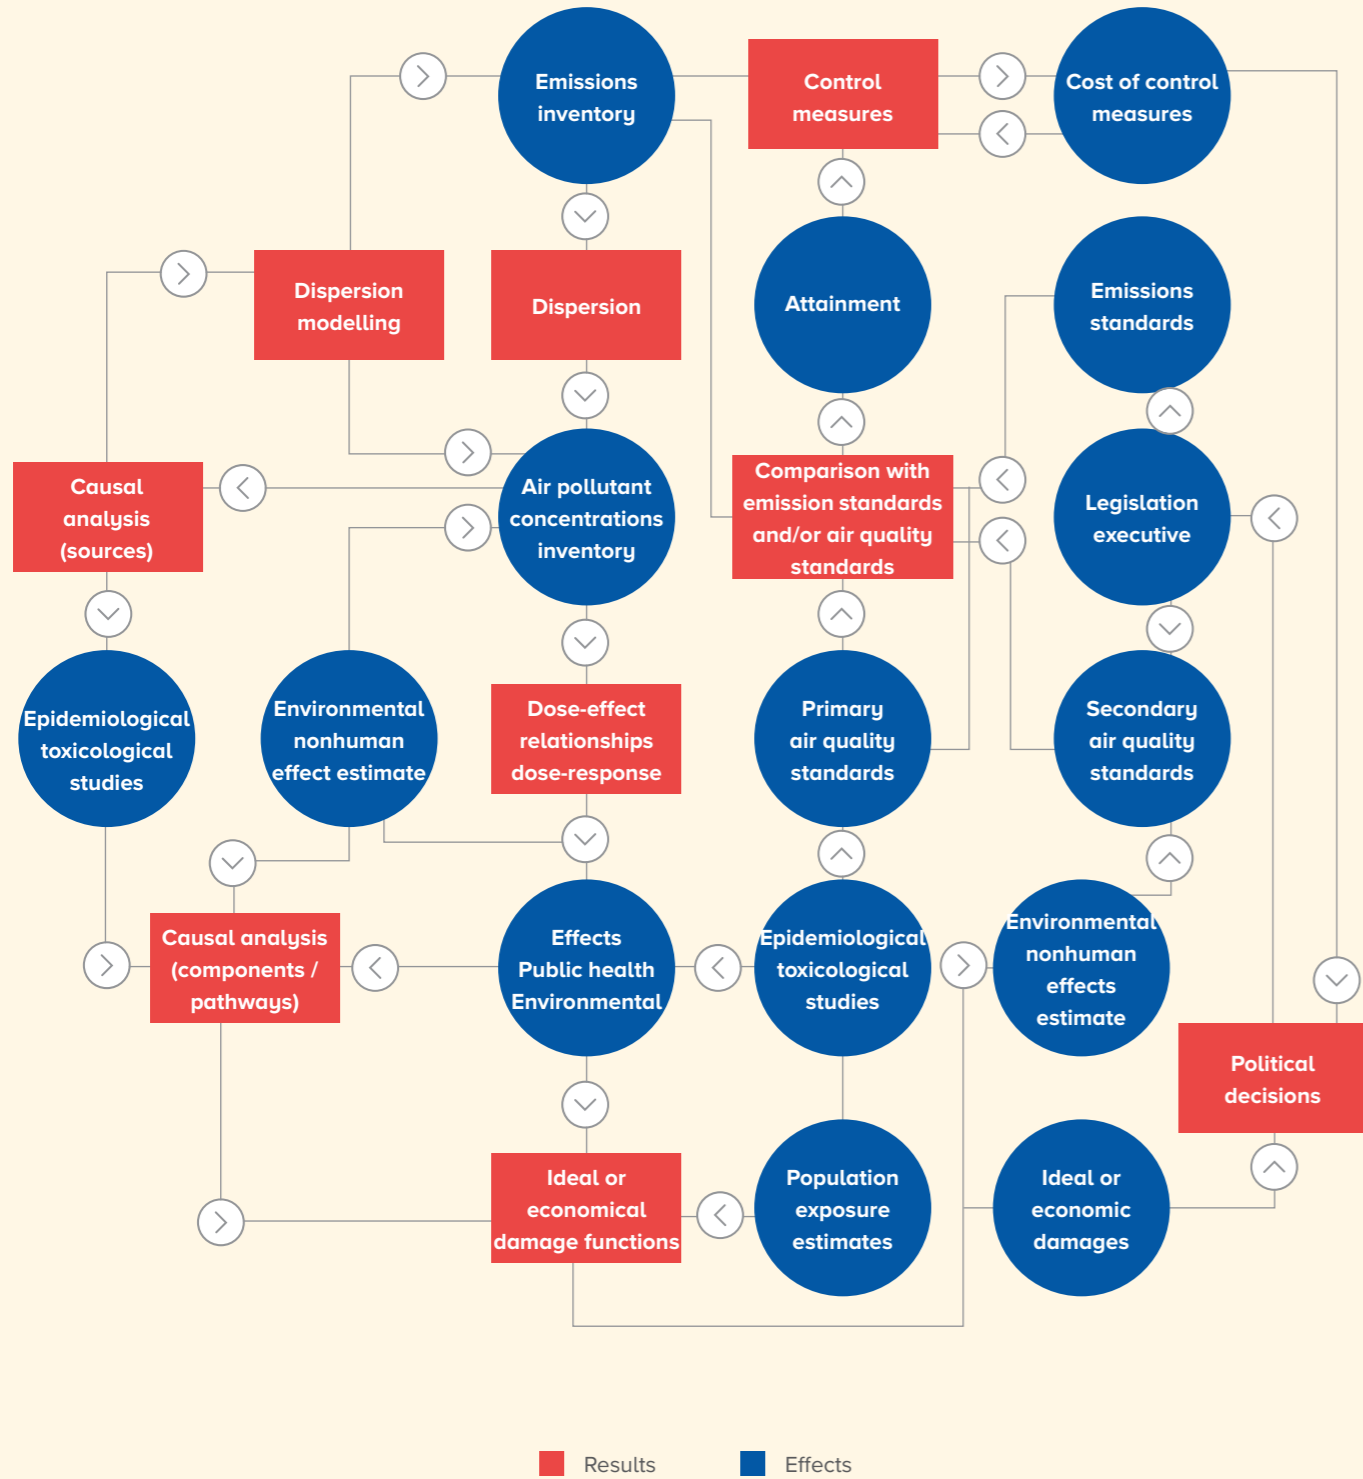 Emissions
inventory
Control
measures
Cost of control
measures
Dispersion
modelling
Dispersion
Attainment
Emissions
standards
Causal
analysis
(sources)
Air pollutant
concentrations
inventory
Comparison with
emission standards
and/or air quality
standards
Legislation
executive
Epidemiological
toxicological
studies
Environmental
nonhuman
effect estimate
Dose-effect
relationships
dose-response
Primary
air quality
standards
Secondary
air quality
standards
Causal analysis
(components /
pathways)
Effects
Public health
Environmental
Epidemiological
toxicological
studies
Environmental
nonhuman
effects
estimate
Political
decisions
Ideal or
economical
damage functions
Population
exposure
estimates
Ideal or
economic
damages
Results
Effects